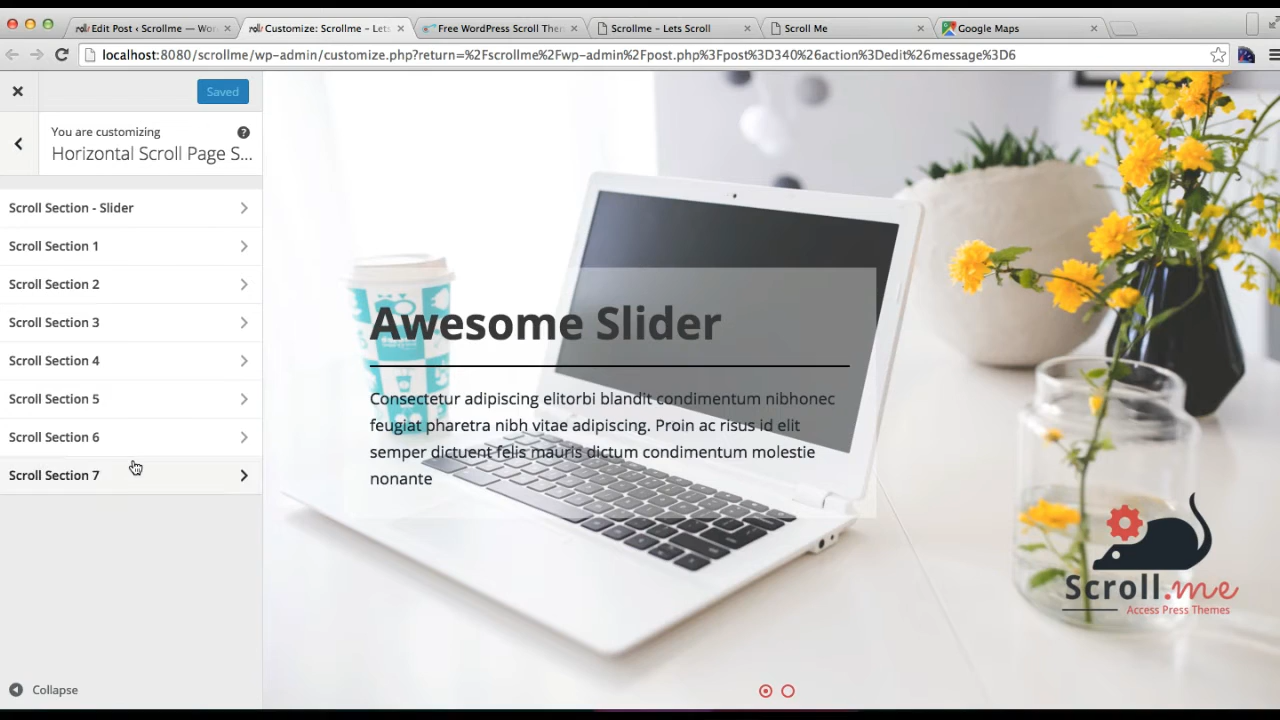 Edit Post ‹ Scrollme — Wor
Customize: Scrollme – Lets
Free WordPress Scroll Them
Scrollme – Lets Scroll
Scroll Me
Google Maps
localhost:8080/scrollme/wp-admin/customize.php?return=%2Fscrollme%2Fwp-admin%2Fpost.php%3Fpost%3D340%26action%3Dedit%26message%3D6
Saved
You are customizing
Horizontal Scroll Page S...
Scroll Section - Slider
Scroll Section 1
Scroll Section 2
Scroll Section 3
Scroll Section 4
Scroll Section 5
Scroll Section 6
Scroll Section 7
Collapse
Awesome Slider
Consectetur adipiscing elitorbi blandit condimentum nibhonec
feugiat pharetra nibh vitae adipiscing. Proin ac risus id elit
semper dictuent felis mauris dictum condimentum molestie
nonante
Scroll.me
Access Press Themes